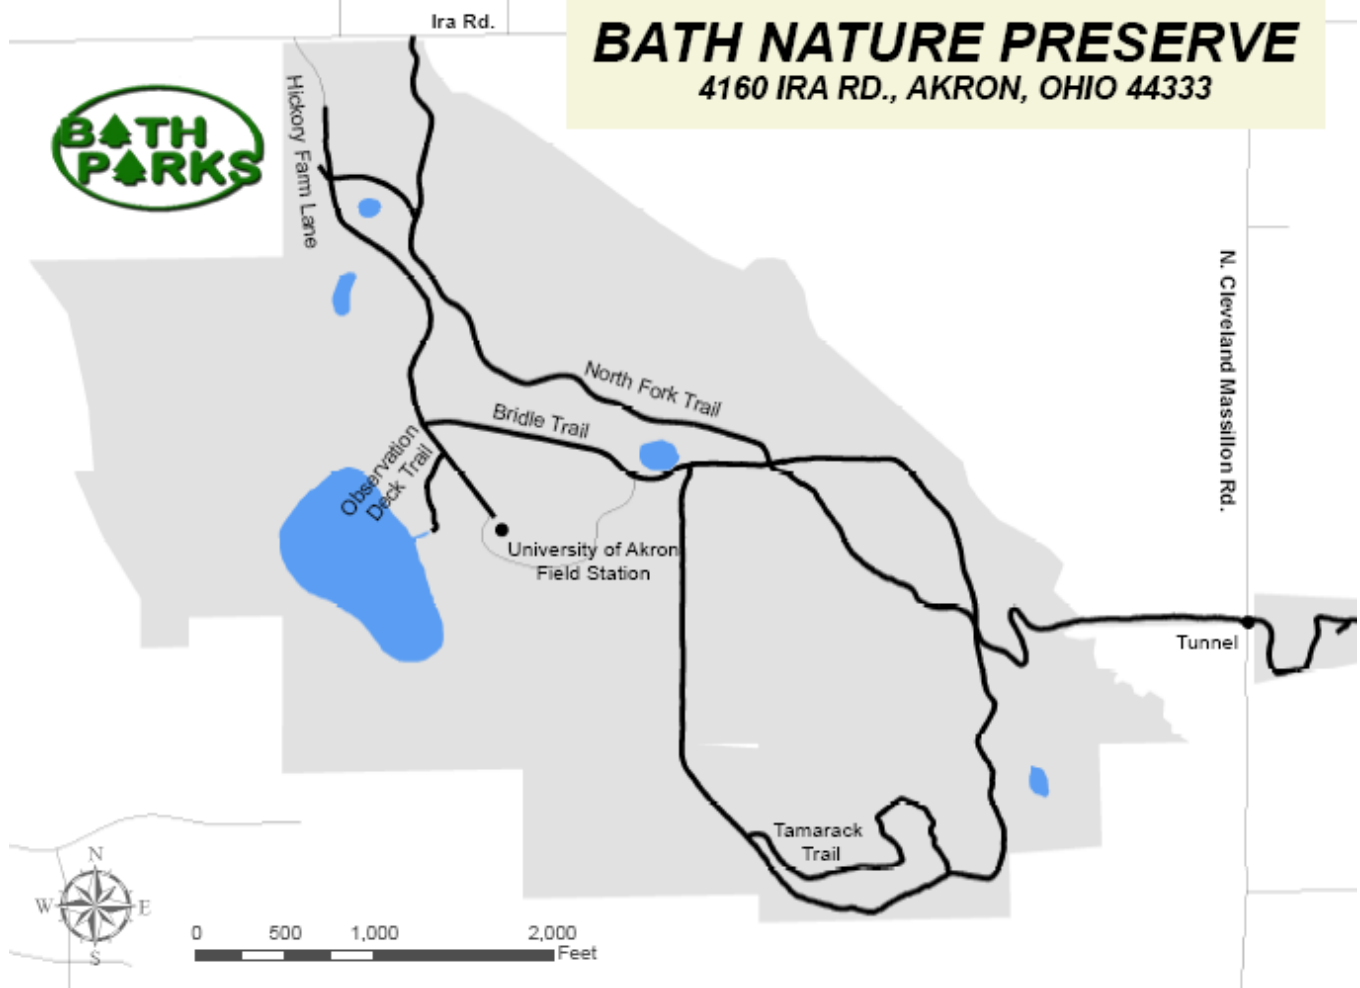 Ira Rd.
BATH NATURE PRESERVE
4160 IRA RD., AKRON, OHIO 44333
BATH
PARKS
Hickory Farm Lane
N. Cleveland Massillon Rd.
North Fork Trail
Bridle Trail
Observation
Deck Trail
University of Akron
Field Station
Tunnel
Tamarack
Trail
N
W E
S
0 500 1,000 2,000
Feet